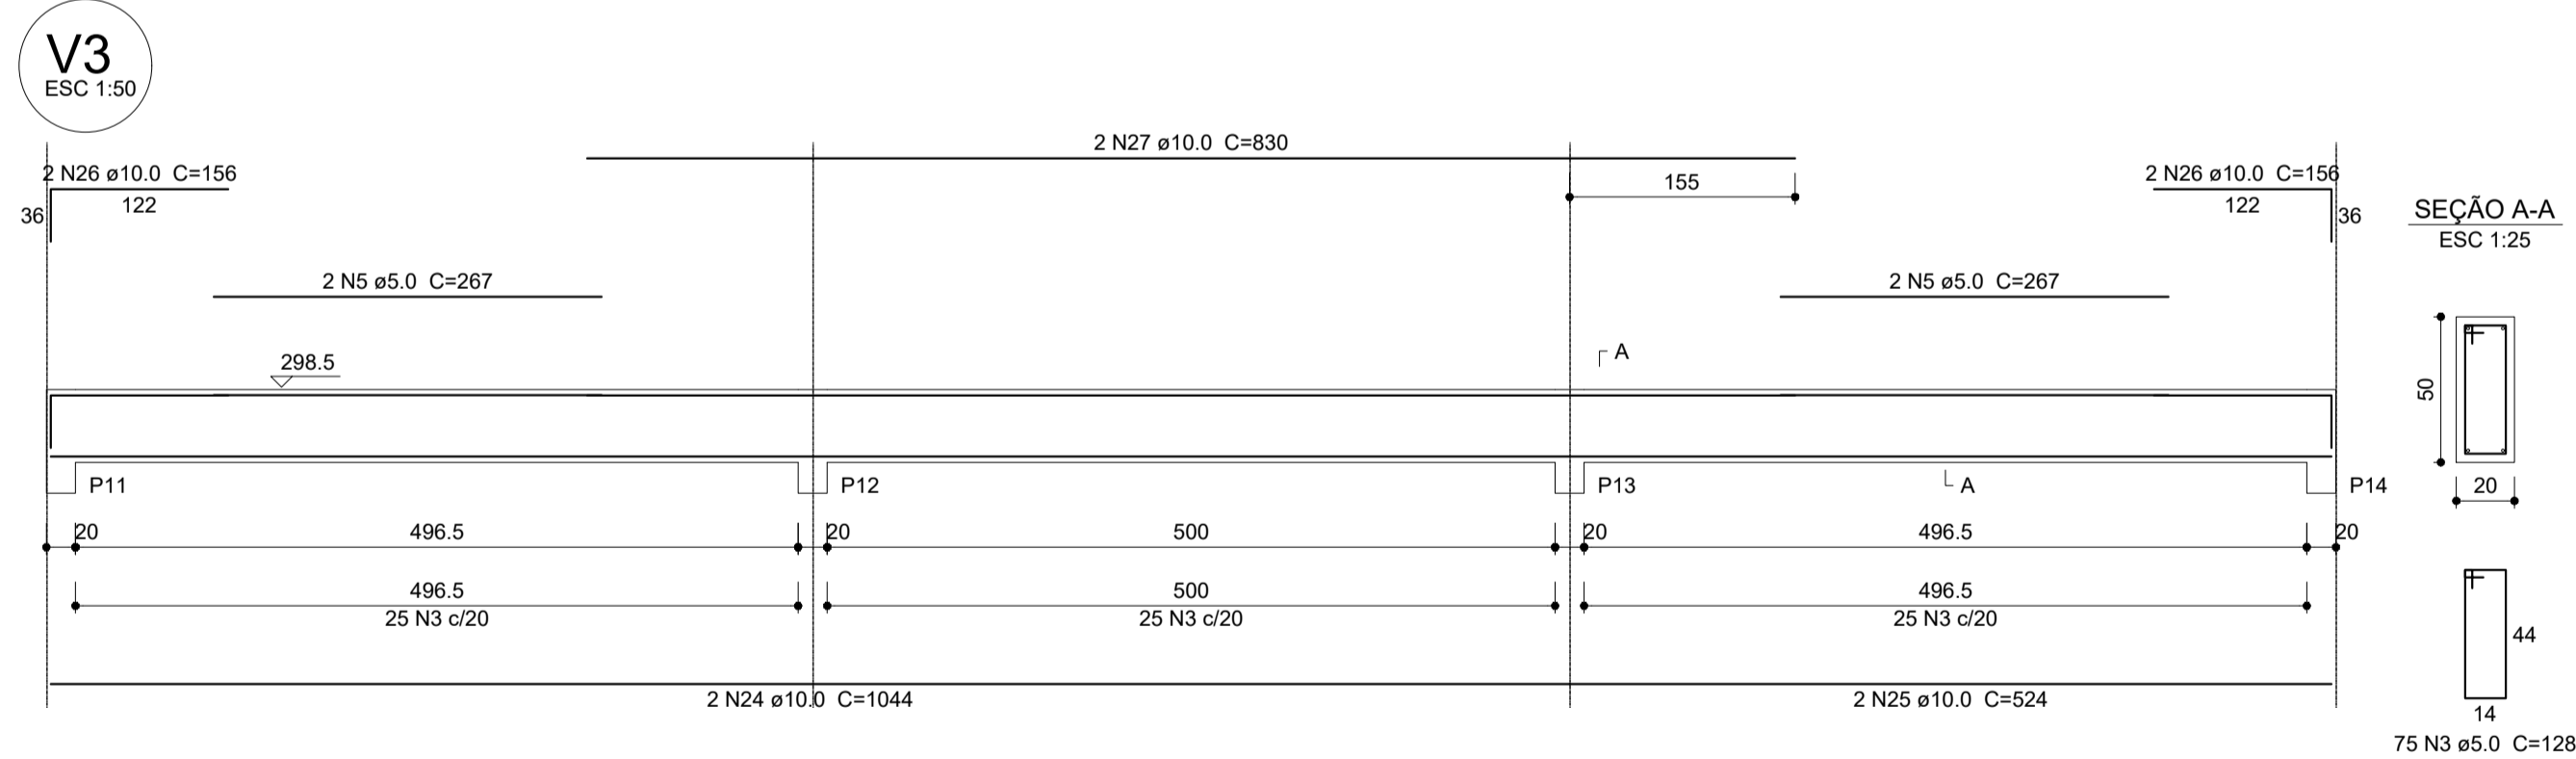 V3
ESC 1:50
2 N27 ø10.0 C=830
2 N26 ø10.0 C=156
2 N26 ø10.0 C=156
155
122
122
36
36
SEÇÃO A-A
ESC 1:25
2 N5 ø5.0 C=267
2 N5 ø5.0 C=267
298.5
A
50
P11
P12
P13
A
P14
20
20
496.5
20
500
20
496.5
20
496.5
500
496.5
25 N3 c/20
25 N3 c/20
25 N3 c/20
44
2 N24 ø10.0 C=1044
2 N25 ø10.0 C=524
14
75 N3 ø5.0 C=128